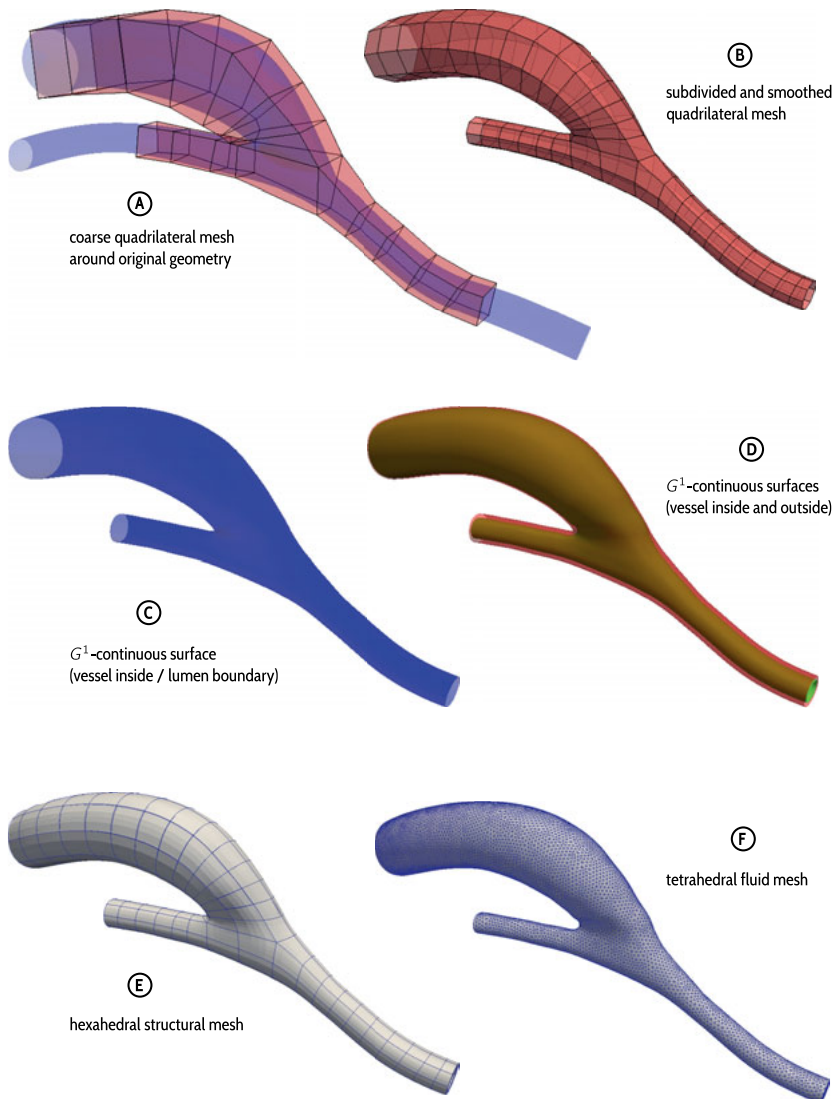 A
coarse quadrilateral mesh
around original geometry
B
subdivided and smoothed
quadrilateral mesh
C
G¹-continuous surface
(vessel inside / lumen boundary)
D
G¹-continuous surfaces
(vessel inside and outside)
E
hexahedral structural mesh
F
tetrahedral fluid mesh